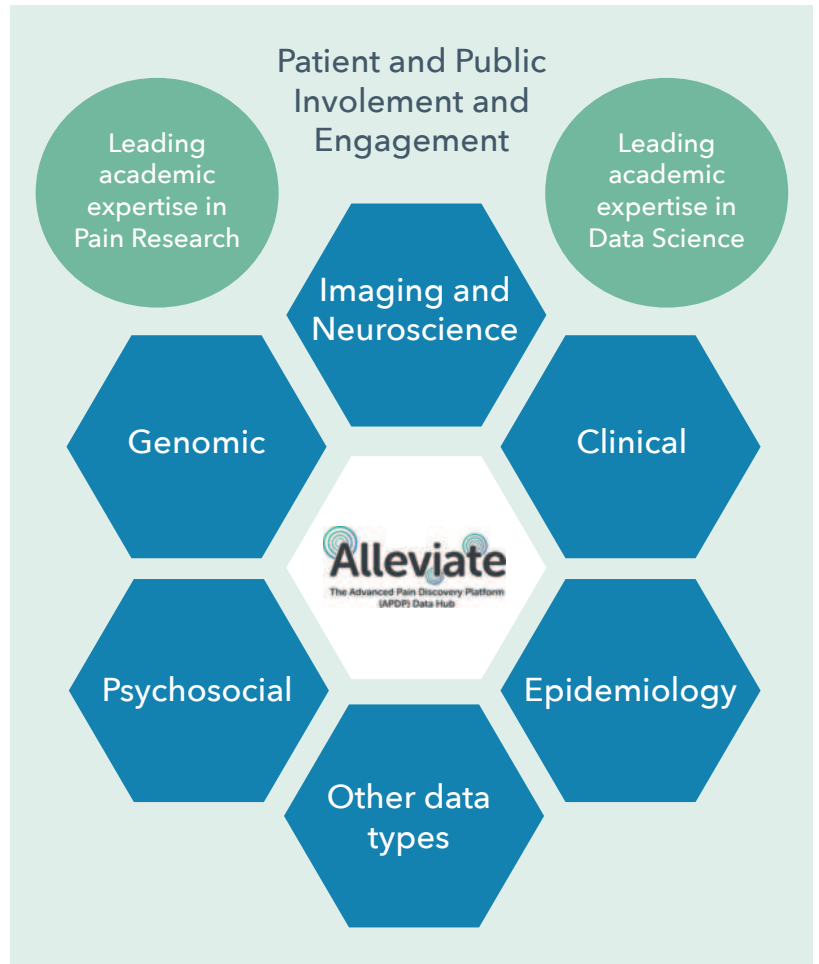 Patient and Public
Involement and
Engagement
Leading
academic
expertise in
Pain Research
Leading
academic
expertise in
Data Science
Imaging and
Neuroscience
Genomic
Clinical
Alleviate
The Advanced Pain Discovery Platform
(APDP) Data Hub
Psychosocial
Epidemiology
Other data
types